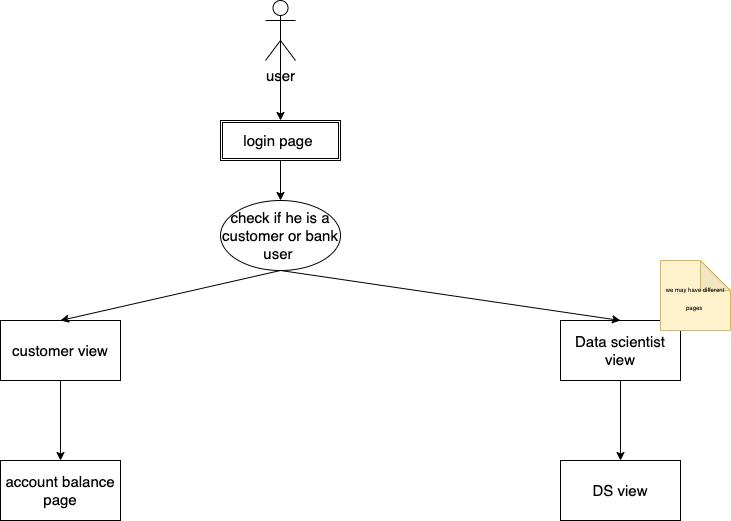 user
login page
check if he is a
customer or bank
user
we may have different
pages
customer view
Data scientist
view
account balance
page
DS view